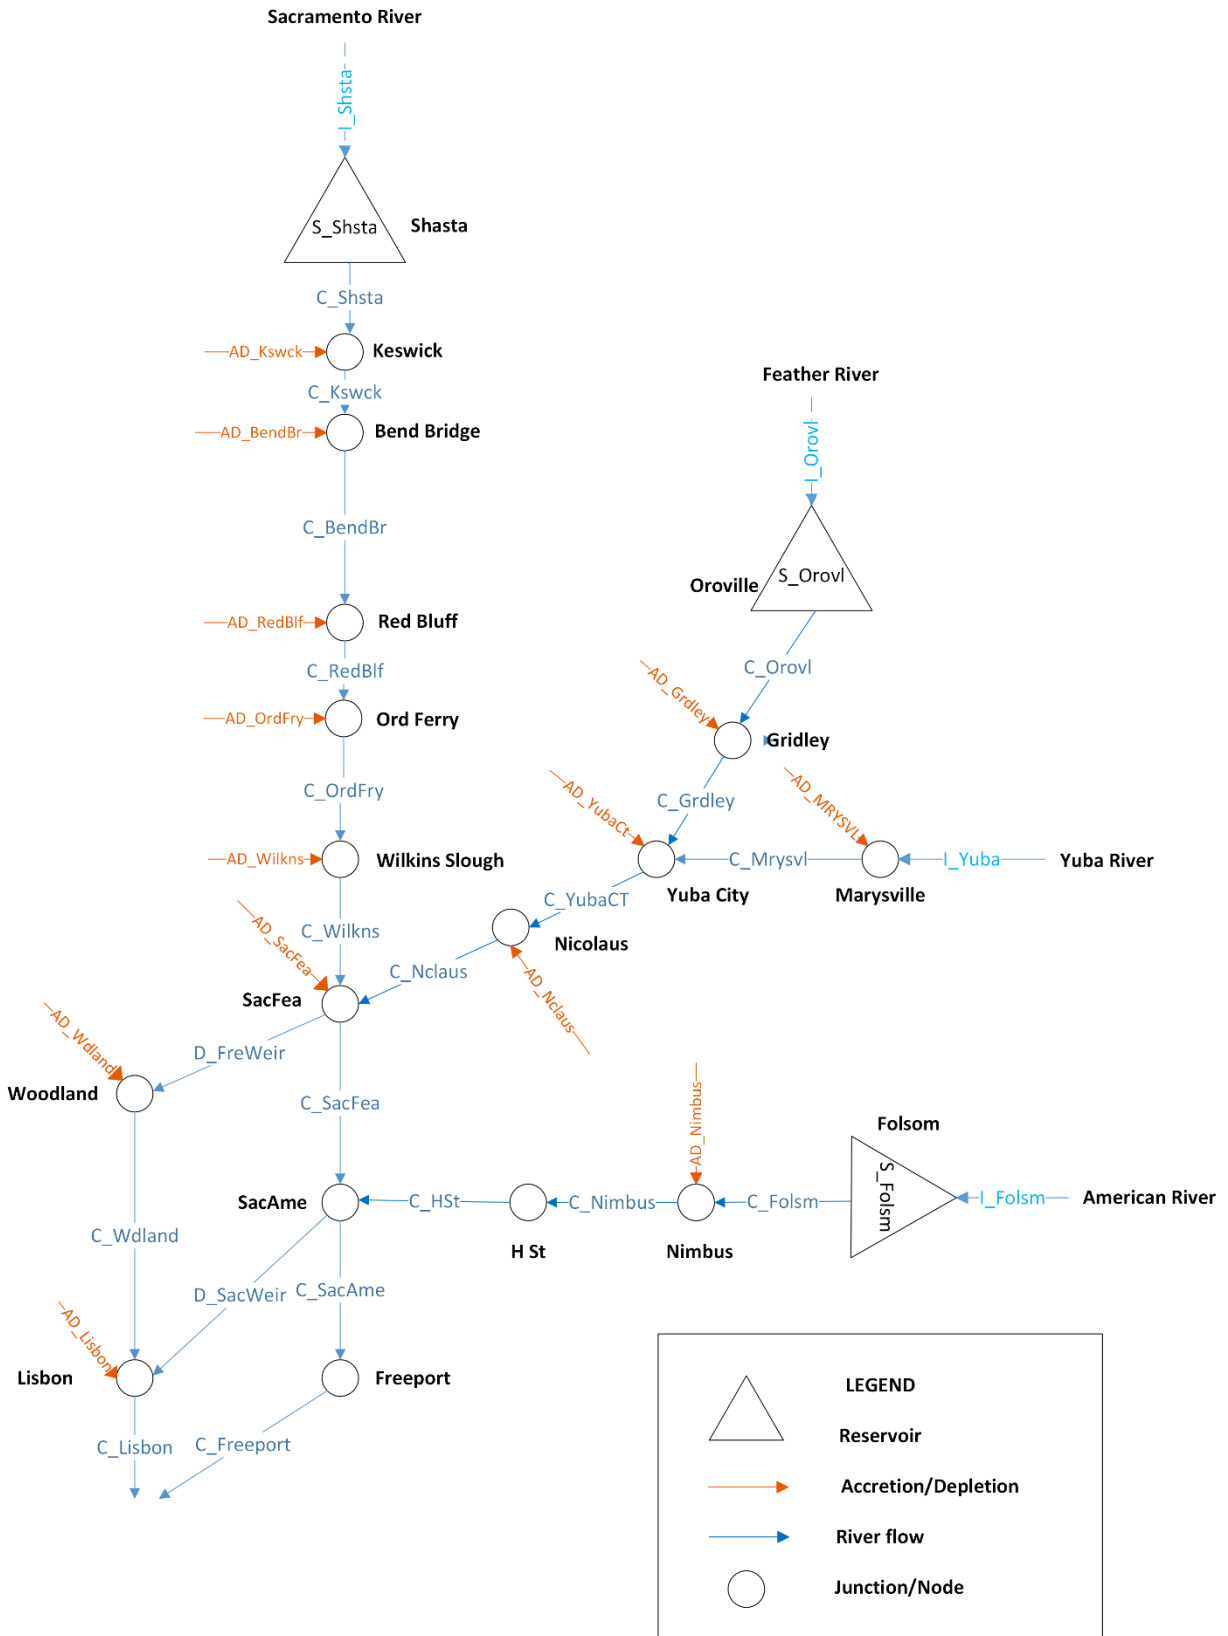 Sacramento River
I_Shsta
S_Shsta
Shasta
C_Shsta
AD_Kswck
Keswick
C_Kswck
Feather River
AD_BendBr
Bend Bridge
I_Orovl
C_BendBr
S_Orovl
Oroville
AD_RedBlf
Red Bluff
C_RedBlf
C_Orovl
AD_Grdley
AD_OrdFry
Ord Ferry
Gridley
C_OrdFry
C_Grdley
AD_YubaCt
AD_MRYSVL
AD_Wilkns
Wilkins Slough
C_Mrysvl
I_Yuba
Yuba River
Yuba City
Marysville
C_YubaCT
AD_SacFea
C_Wilkns
Nicolaus
C_Nclaus
AD_Nclaus
SacFea
AD_Wdland
D_FreWeir
Woodland
C_SacFea
AD_Nimbus
Folsom
S_Folsm
SacAme
C_HSt
C_Nimbus
C_Folsm
I_Folsm
American River
C_Wdland
H St
Nimbus
D_SacWeir
C_SacAme
AD_Lisbon
Lisbon
Freeport
C_Lisbon
C_Freeport
LEGEND
Reservoir
Accretion/Depletion
River flow
Junction/Node